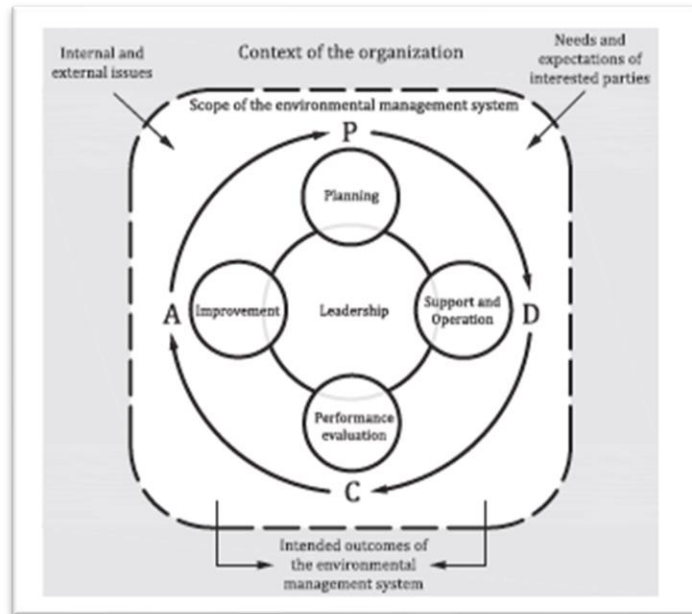 Internal and
external issues
Context of the organization
Needs and
expectations of
interested parties
Scope of the environmental management system
P
Planning
A
Improvement
Leadership
Support and
Operation
D
Performance
evaluation
C
Intended outcomes of
the environmental
management system